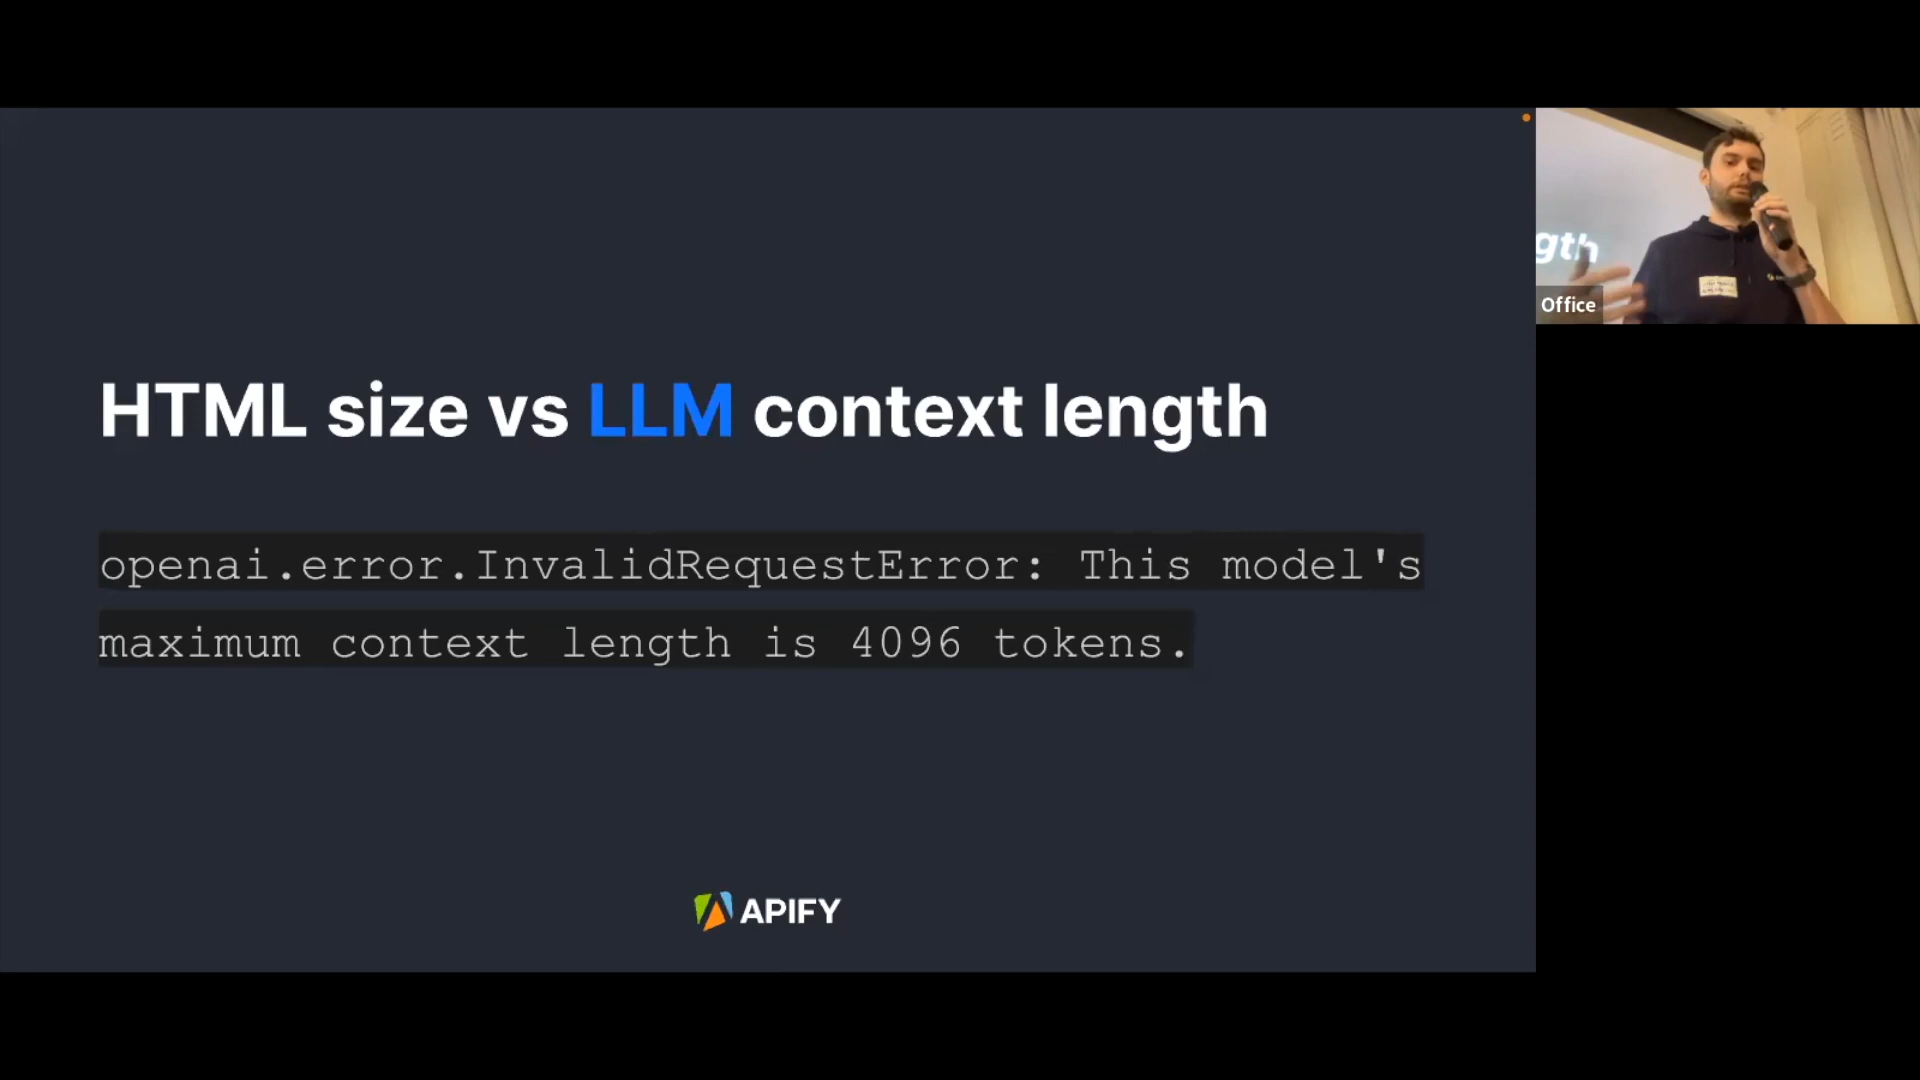 HTML size vs LLM context length
openai.error.InvalidRequestError: This model's
maximum context length is 4096 tokens.
APIFY
gth
Office